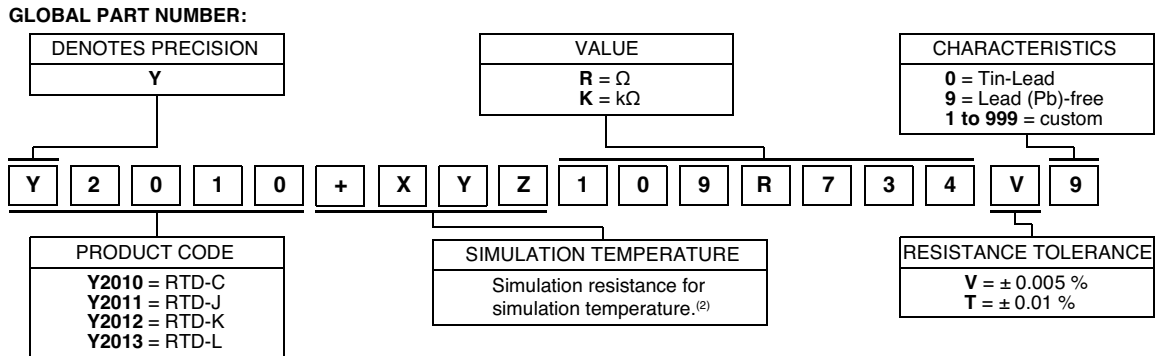 GLOBAL PART NUMBER:
DENOTES PRECISION
Y
VALUE
R = Ω
K = kΩ
CHARACTERISTICS
0 = Tin-Lead
9 = Lead (Pb)-free
1 to 999 = custom
Y 2 0 1 0 + X Y Z 1 0 9 R 7 3 4 V 9
PRODUCT CODE
Y2010 = RTD-C
Y2011 = RTD-J
Y2012 = RTD-K
Y2013 = RTD-L
SIMULATION TEMPERATURE
Simulation resistance for
simulation temperature.(2)
RESISTANCE TOLERANCE
V = ± 0.005 %
T = ± 0.01 %